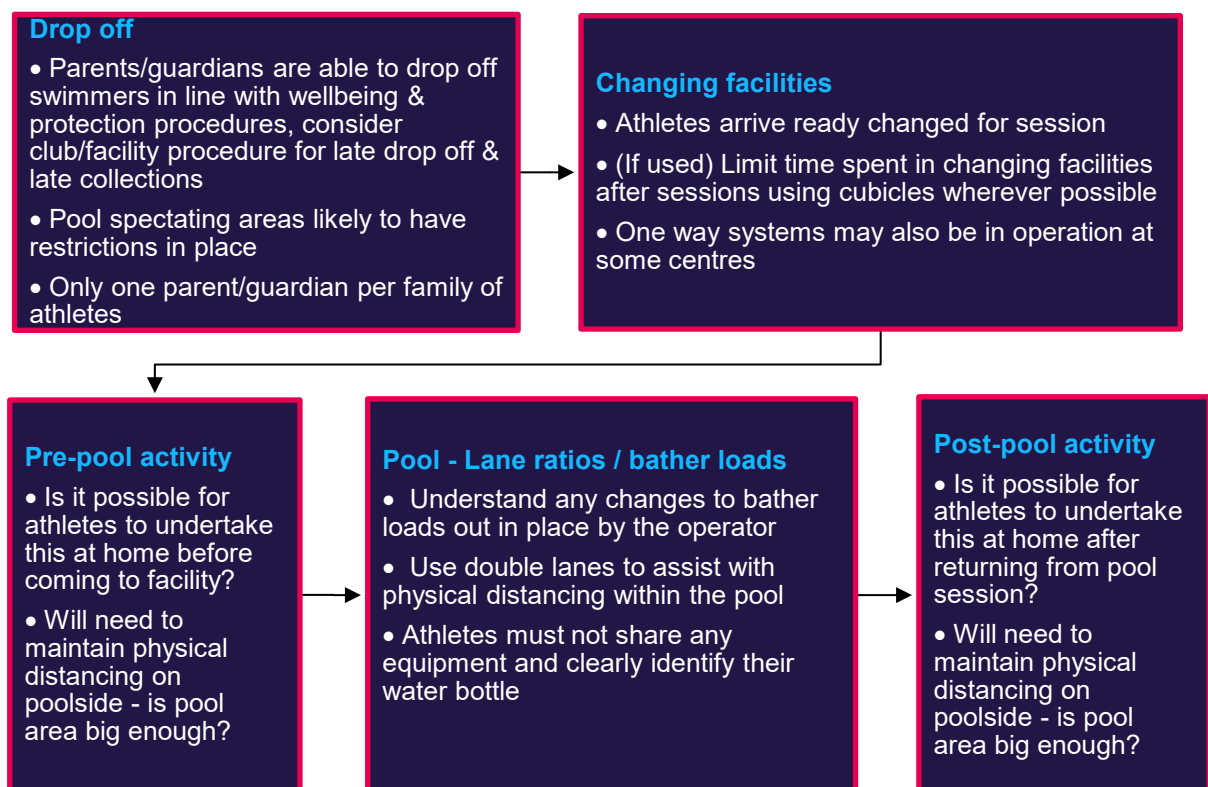 Drop off
• Parents/guardians are able to drop off
swimmers in line with wellbeing &
protection procedures, consider
club/facility procedure for late drop off &
late collections
• Pool spectating areas likely to have
restrictions in place
• Only one parent/guardian per family of
athletes
Changing facilities
• Athletes arrive ready changed for session
• (If used) Limit time spent in changing facilities
after sessions using cubicles wherever possible
• One way systems may also be in operation at
some centres
Pre-pool activity
• Is it possible for
athletes to undertake
this at home before
coming to facility?
• Will need to
maintain physical
distancing on
poolside - is pool
area big enough?
Pool - Lane ratios / bather loads
• Understand any changes to bather
loads out in place by the operator
• Use double lanes to assist with
physical distancing within the pool
• Athletes must not share any
equipment and clearly identify their
water bottle
Post-pool activity
• Is it possible for
athletes to undertake
this at home after
returning from pool
session?
• Will need to
maintain physical
distancing on
poolside - is pool
area big enough?